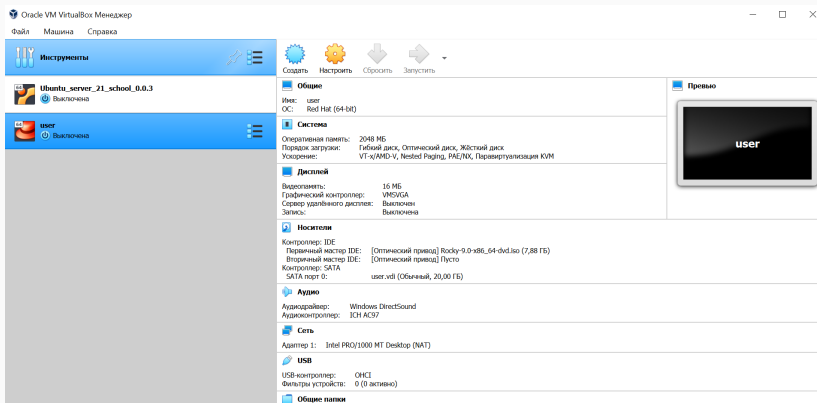 Oracle VM VirtualBox Менеджер
Файл Машина Справка
Инструменты
Создать Настроить Сбросить Запустить
64
Ubuntu_server_21_school_0.0.3
Выключена
64
user
Выключена
Общие
Имя: user
ОС: Red Hat (64-bit)
Система
Оперативная память: 2048 МБ
Порядок загрузки: Гибкий диск, Оптический диск, Жёсткий диск
Ускорение: VT-x/AMD-V, Nested Paging, PAE/NX, Паравиртуализация KVM
Дисплей
Видеопамять: 16 МБ
Графический контроллер: VMSVGA
Сервер удалённого дисплея: Выключен
Запись: Выключена
Носители
Контроллер: IDE
Первичный мастер IDE: [Оптический привод] Rocky-9.0-x86_64-dvd.iso (7,88 ГБ)
Вторичный мастер IDE: [Оптический привод] Пусто
Контроллер: SATA
SATA порт 0: user.vdi (Обычный, 20,00 ГБ)
Аудио
Аудиодрайвер: Windows DirectSound
Аудиоконтроллер: ICH AC97
Сеть
Адаптер 1: Intel PRO/1000 MT Desktop (NAT)
USB
USB-контроллер: OHCI
Фильтры устройств: 0 (0 активно)
Общие папки
Превью
user